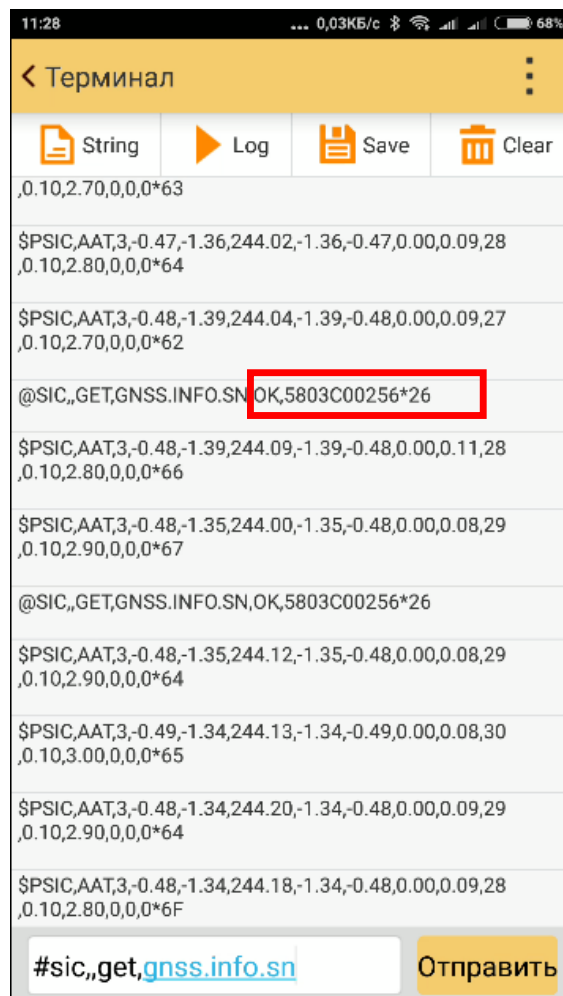 11:28 ... 0,03КБ/с 68%
Терминал
String Log Save Clear
,0.10,2.70,0,0,0*63
$PSIC,AAT,3,-0.47,-1.36,244.02,-1.36,-0.47,0.00,0.09,28
,0.10,2.80,0,0,0*64
$PSIC,AAT,3,-0.48,-1.39,244.04,-1.39,-0.48,0.00,0.09,27
,0.10,2.70,0,0,0*62
@SIC,,GET,GNSS.INFO.SN,OK,5803C00256*26
$PSIC,AAT,3,-0.48,-1.39,244.09,-1.39,-0.48,0.00,0.11,28
,0.10,2.80,0,0,0*66
$PSIC,AAT,3,-0.48,-1.35,244.00,-1.35,-0.48,0.00,0.08,29
,0.10,2.90,0,0,0*67
@SIC,,GET,GNSS.INFO.SN,OK,5803C00256*26
$PSIC,AAT,3,-0.48,-1.35,244.12,-1.35,-0.48,0.00,0.08,29
,0.10,2.90,0,0,0*64
$PSIC,AAT,3,-0.49,-1.34,244.13,-1.34,-0.49,0.00,0.08,30
,0.10,3.00,0,0,0*65
$PSIC,AAT,3,-0.48,-1.34,244.20,-1.34,-0.48,0.00,0.09,29
,0.10,2.90,0,0,0*64
$PSIC,AAT,3,-0.48,-1.34,244.18,-1.34,-0.48,0.00,0.09,28
,0.10,2.80,0,0,0*6F
#sic,,get,gnss.info.sn Отправить